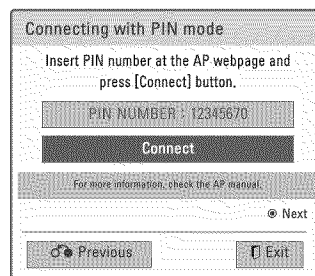 Connecting with PIN mode
Insert PIN number at the AP webpage and
press [Connect] button.
PIN NUMBER : 12345670
Connect
For more information, check the AP manual.
Next
Previous
Exit